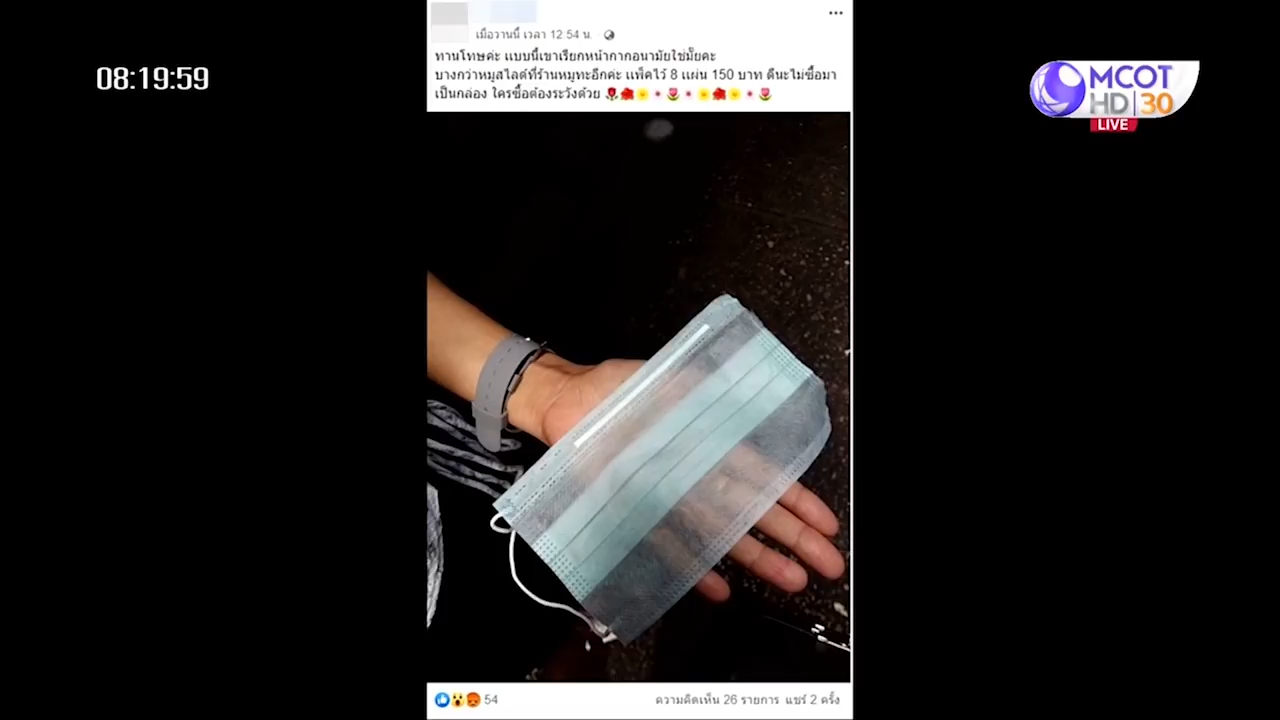 08:19:59
MCOT
HD 30
LIVE
เมื่อวานนี้ เวลา 12 54 น.
ทานโทษค่ะ แบบนี้เขาเรียกหน้ากากอนามัยใช่มั๊ยคะ
บางกว่าหมูสไลด์ที่ร้านหมูทะอีกค่ะ แพ็คไว้ 8 แผ่น 150 บาท ดีนะไม่ซื้อมา
เป็นกล่อง ใครซื้อต้องระวังด้วย
54
ความคิดเห็น 26 รายการ แชร์ 2 ครั้ง